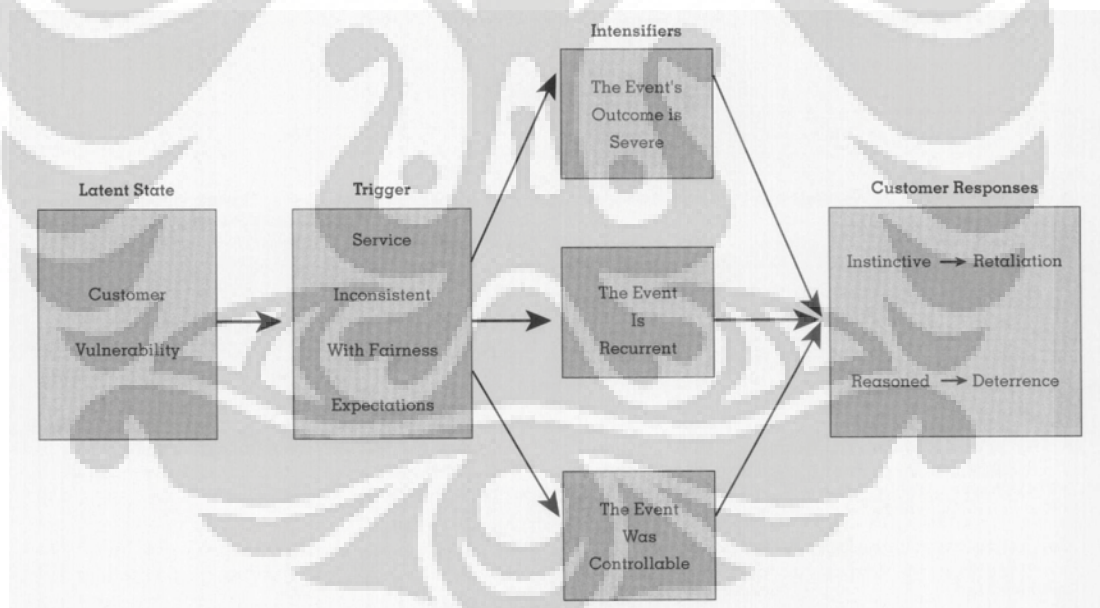 Latent State
Customer
Vulnerability
Trigger
Service
Inconsistent
With Fairness
Expectations
Intensifiers
The Event's
Outcome is
Severe
The Event
Is
Recurrent
The Event
Was
Controllable
Customer Responses
Instinctive → Retaliation
Reasoned → Deterrence